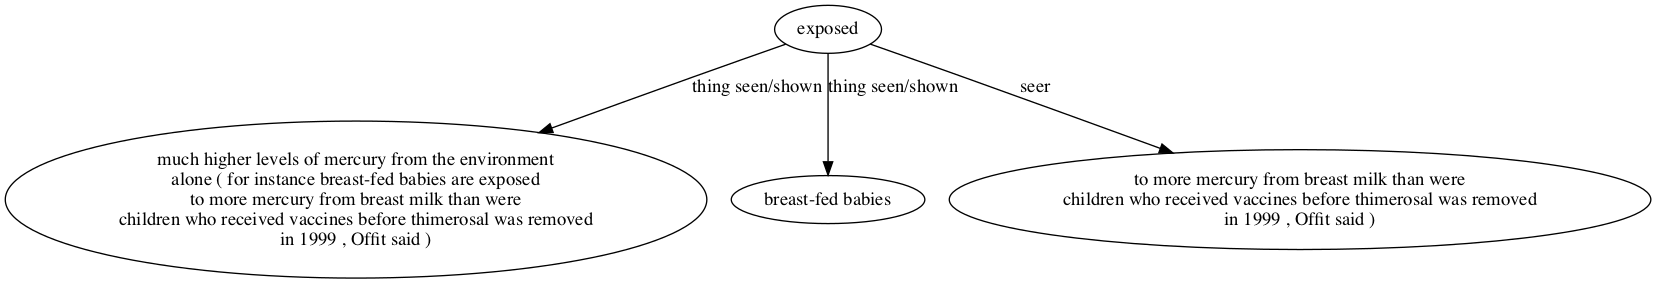 exposed
thing seen/shown
thing seen/shown
seer
much higher levels of mercury from the environment
alone ( for instance breast-fed babies are exposed
to more mercury from breast milk than were
children who received vaccines before thimerosal was removed
in 1999 , Offit said )
breast-fed babies
to more mercury from breast milk than were
children who received vaccines before thimerosal was removed
in 1999 , Offit said )